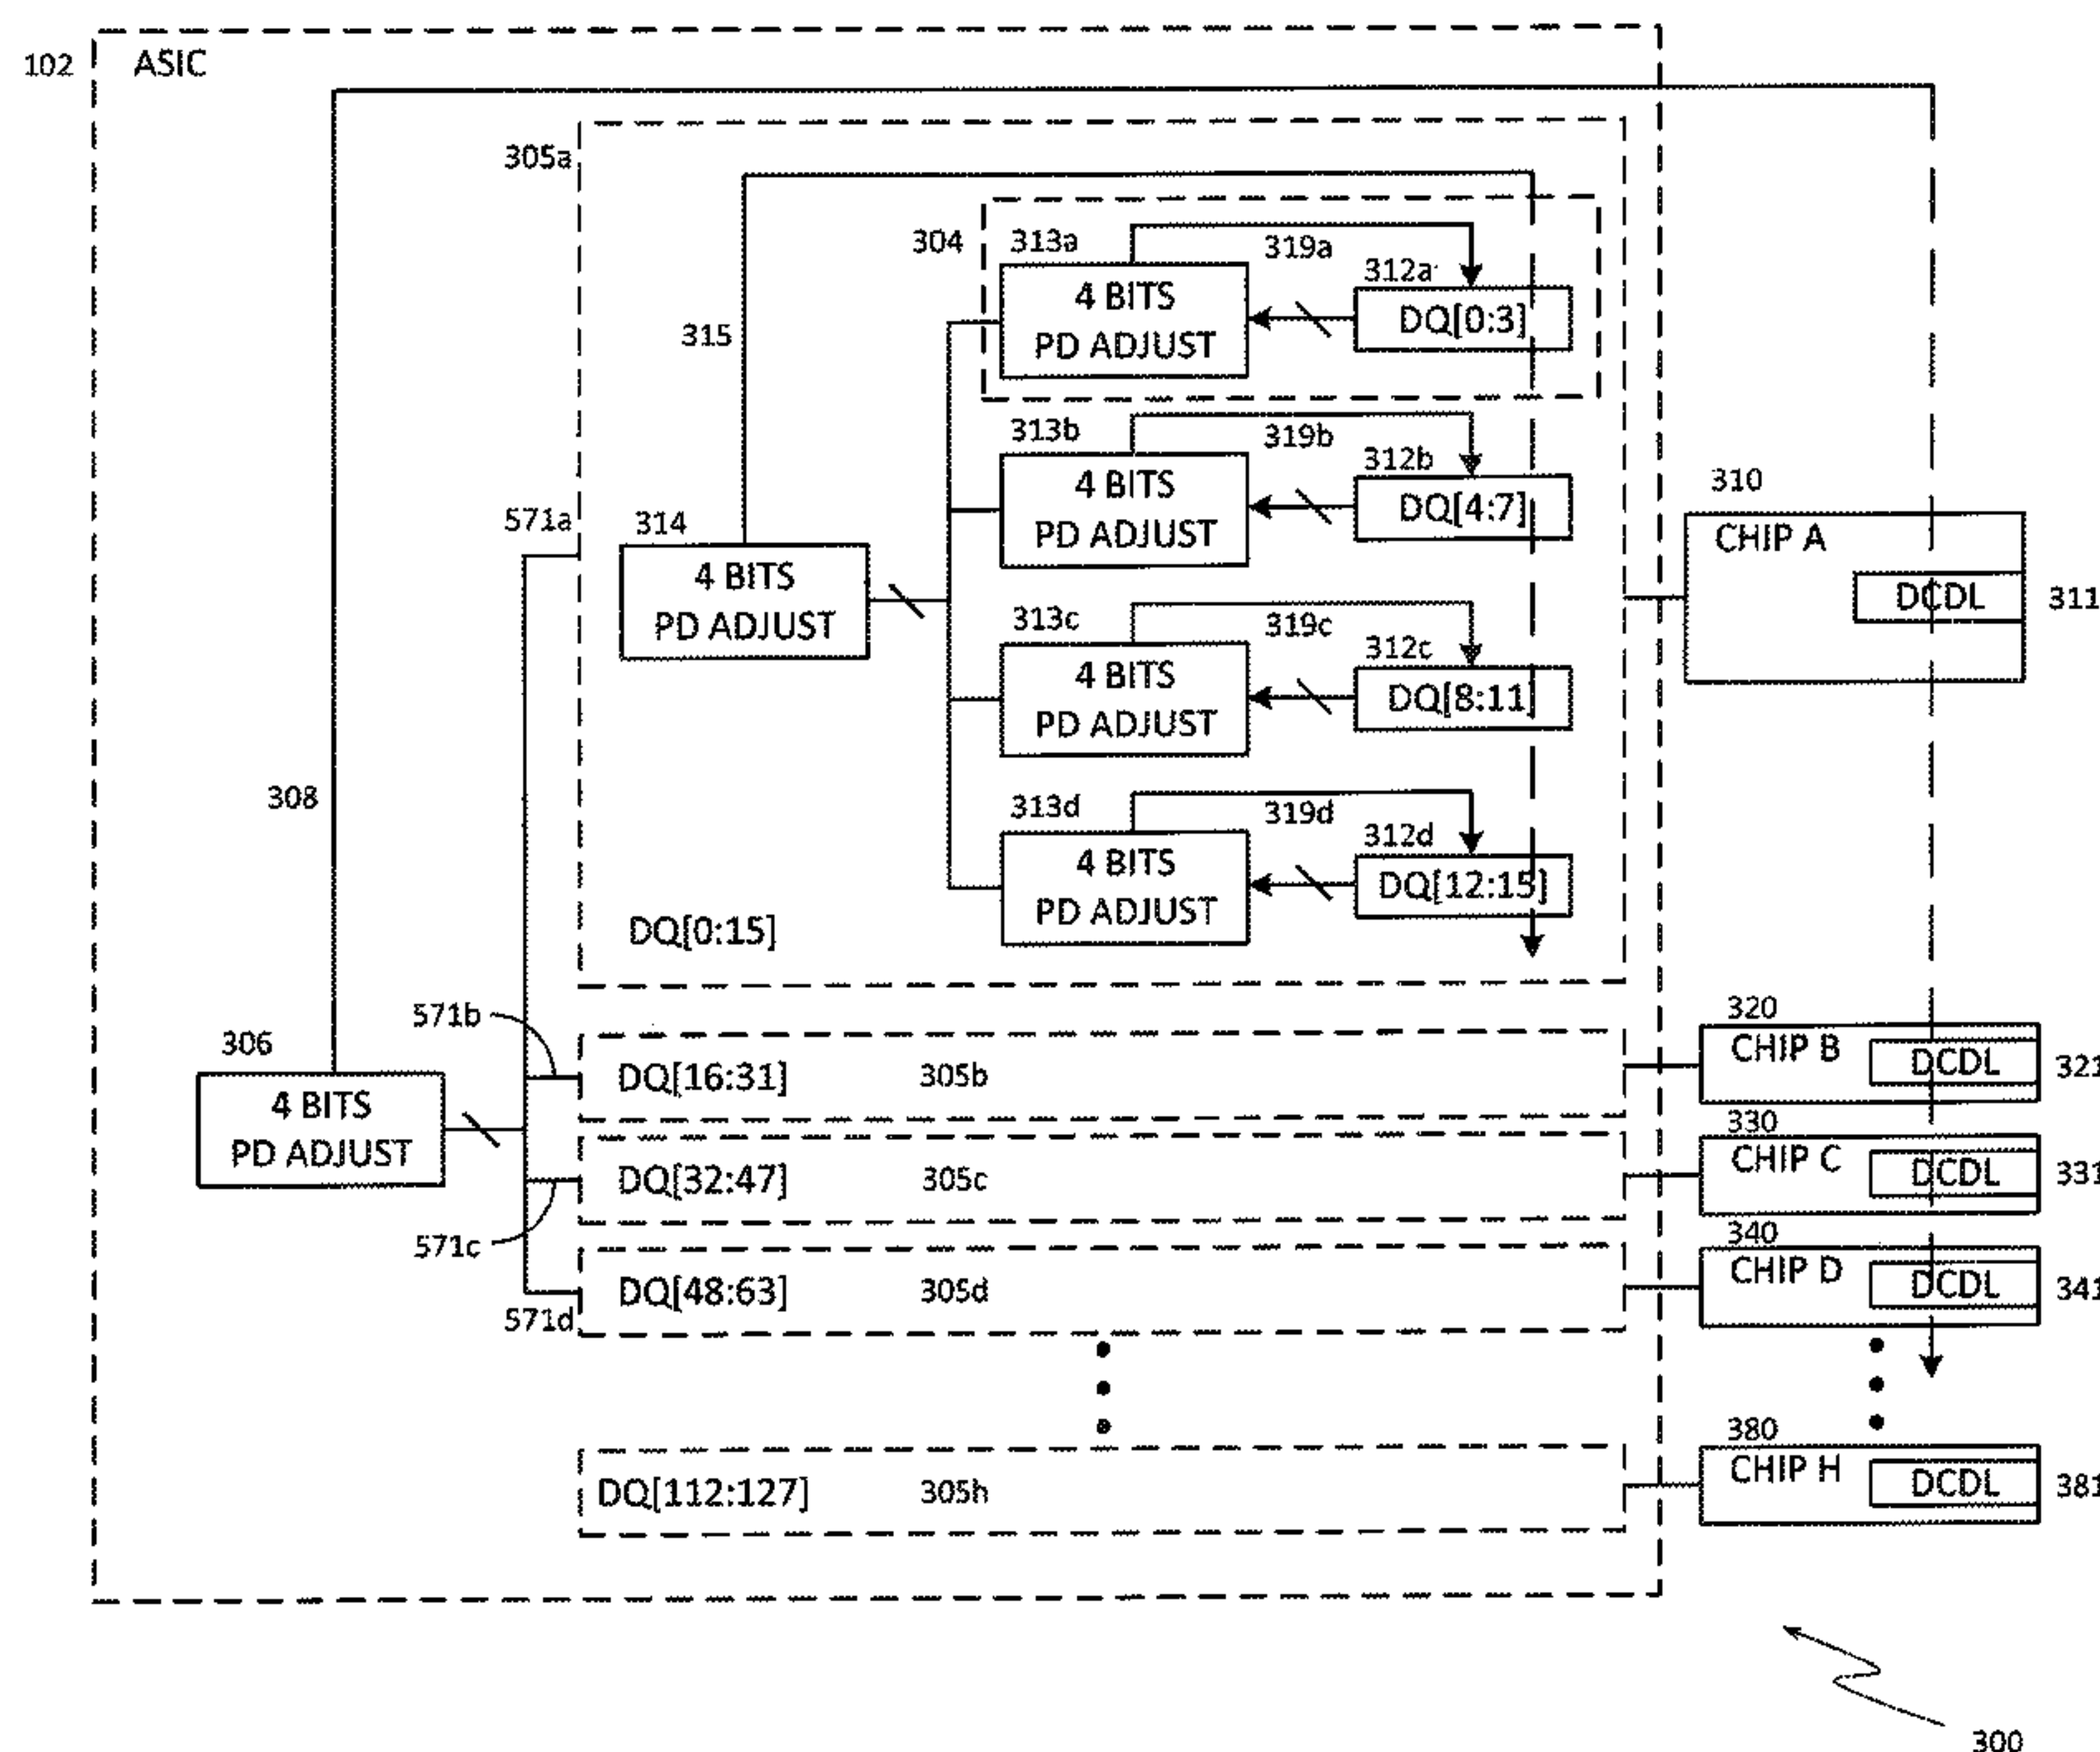 102
ASIC
305a
304
313a
319a
312a
4 BITS
PD ADJUST
DQ[0:3]
315
313b
319b
312b
4 BITS
PD ADJUST
DQ[4:7]
571a
314
4 BITS
PD ADJUST
310
CHIP A
DCDL
311
313c
319c
312c
4 BITS
PD ADJUST
DQ[8:11]
308
313d
319d
312d
4 BITS
PD ADJUST
DQ[12:15]
DQ[0:15]
571b
306
4 BITS
PD ADJUST
DQ[16:31]
305b
320
CHIP B
DCDL
321
DQ[32:47]
305c
330
CHIP C
DCDL
331
571c
DQ[48:63]
305d
340
CHIP D
DCDL
341
571d
DQ[112:127]
305h
380
CHIP H
DCDL
381
300